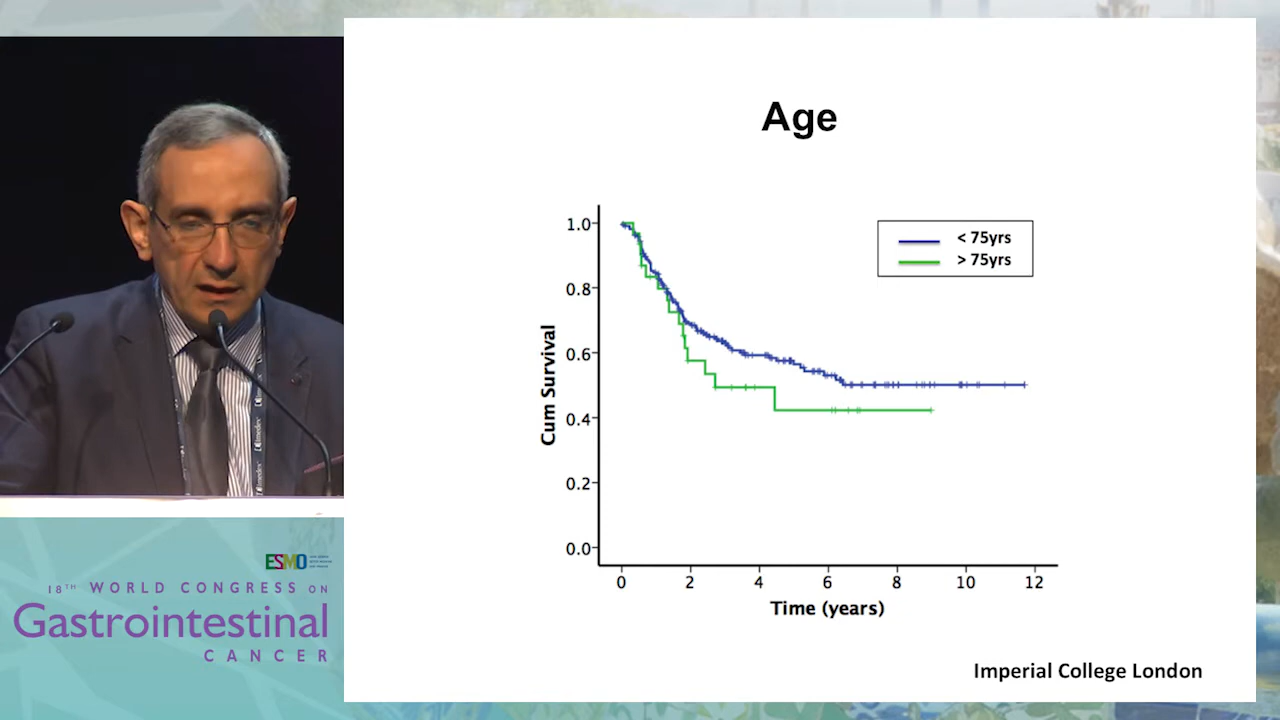 Age
1.0
0.8
0.6
0.4
0.2
0.0
Cum Survival
< 75yrs
> 75yrs
0 2 4 6 8 10 12
Time (years)
Imperial College London
ESMO
18TH WORLD CONGRESS ON
Gastrointestinal
CANCER
imedex